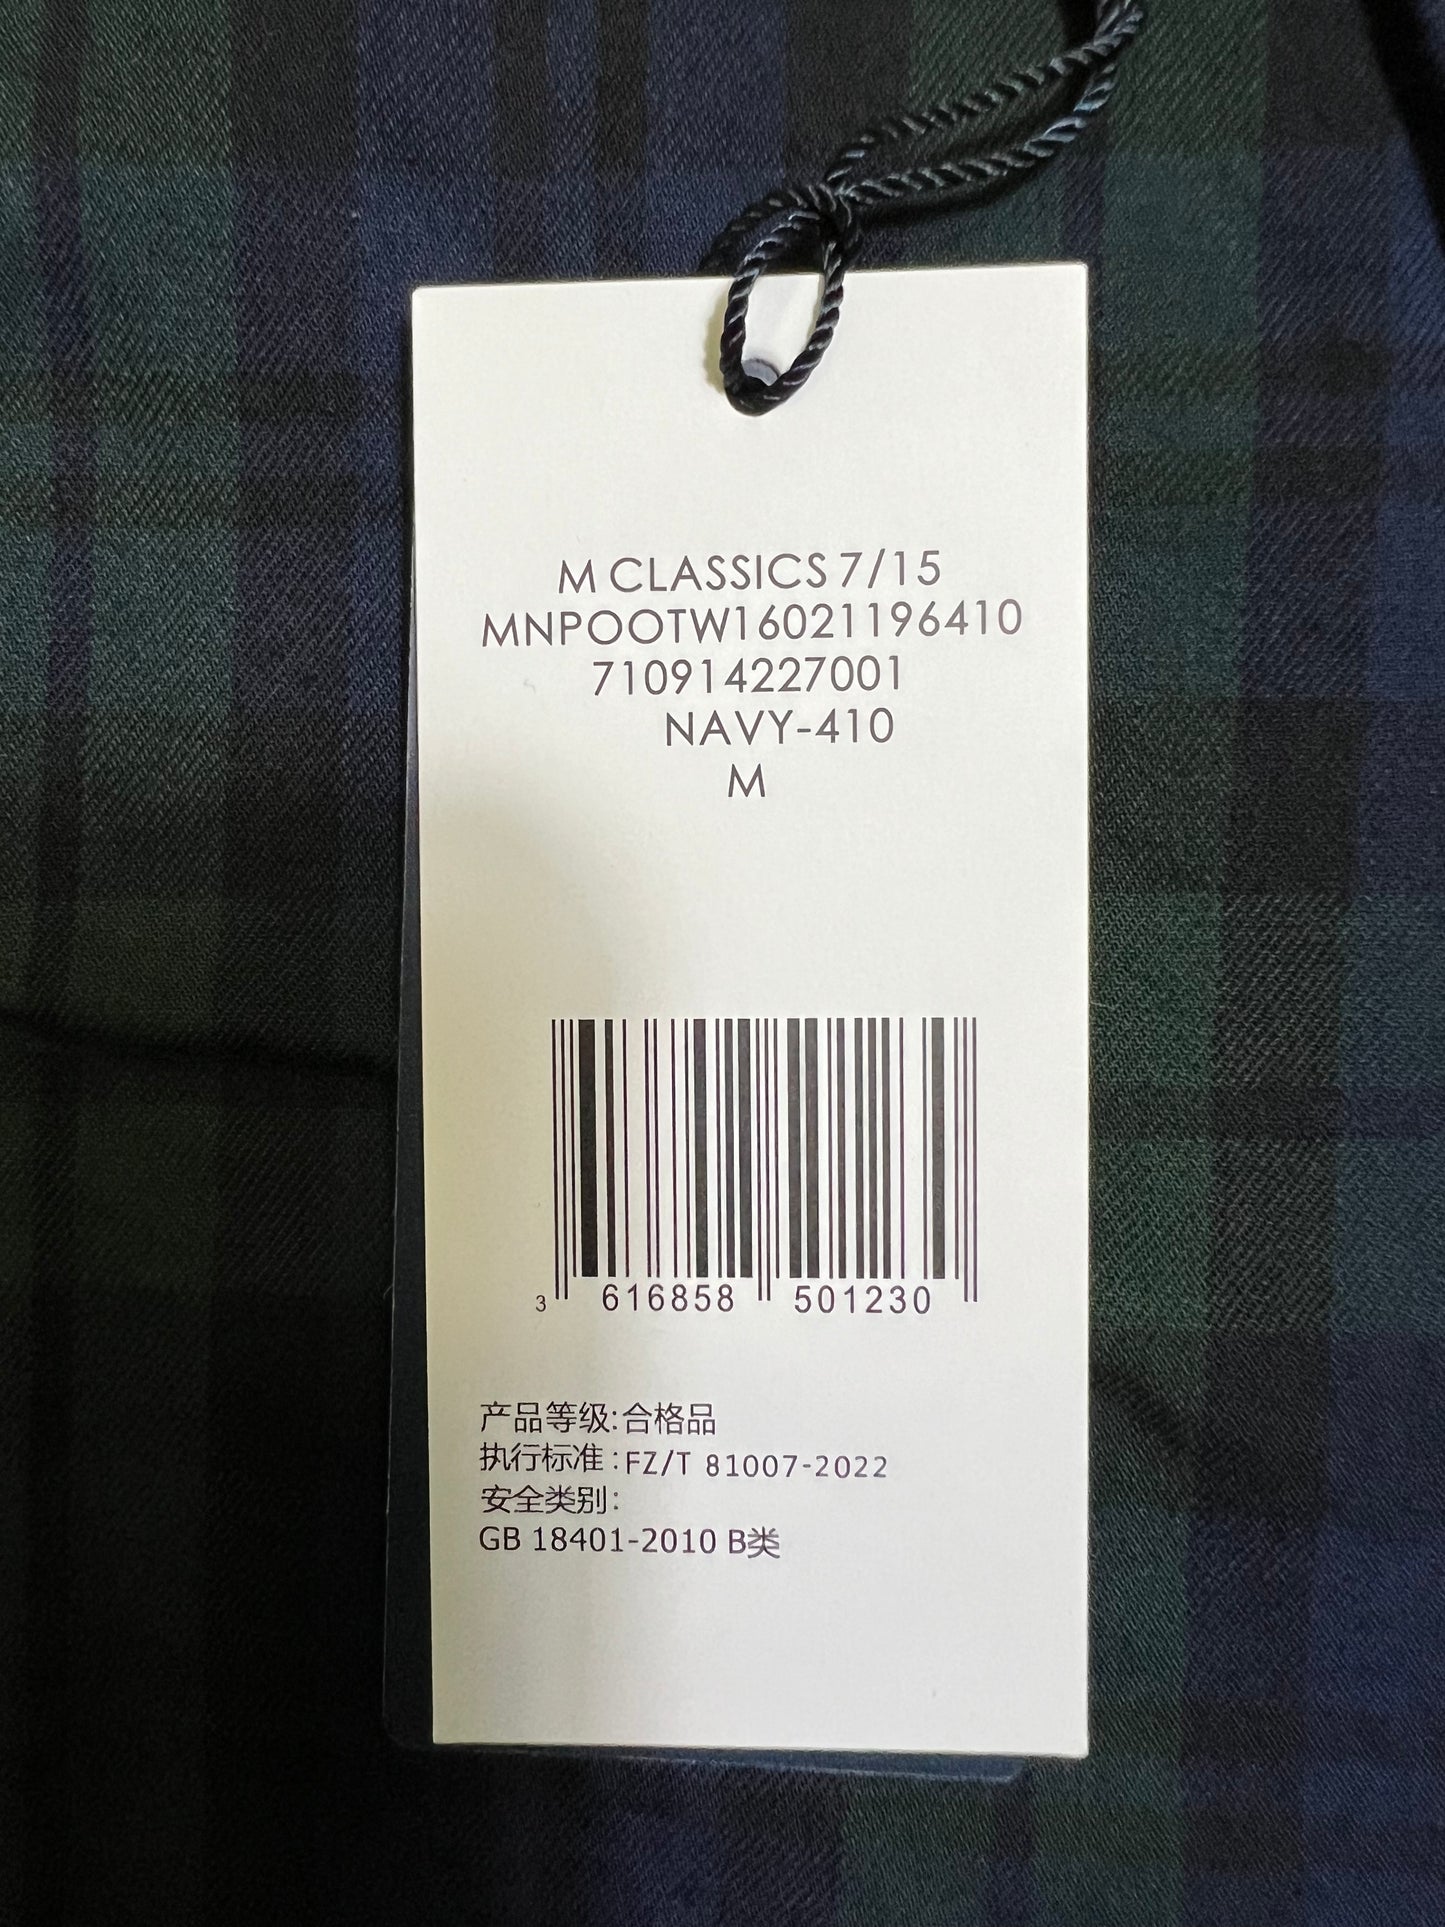 M CLASSICS 7/15
MNPOOTW16021196410
710914227001
NAVY-410
M
3 616858 501230
产品等级:合格品
执行标准:FZ/T 81007-2022
安全类别:
GB 18401-2010 B类